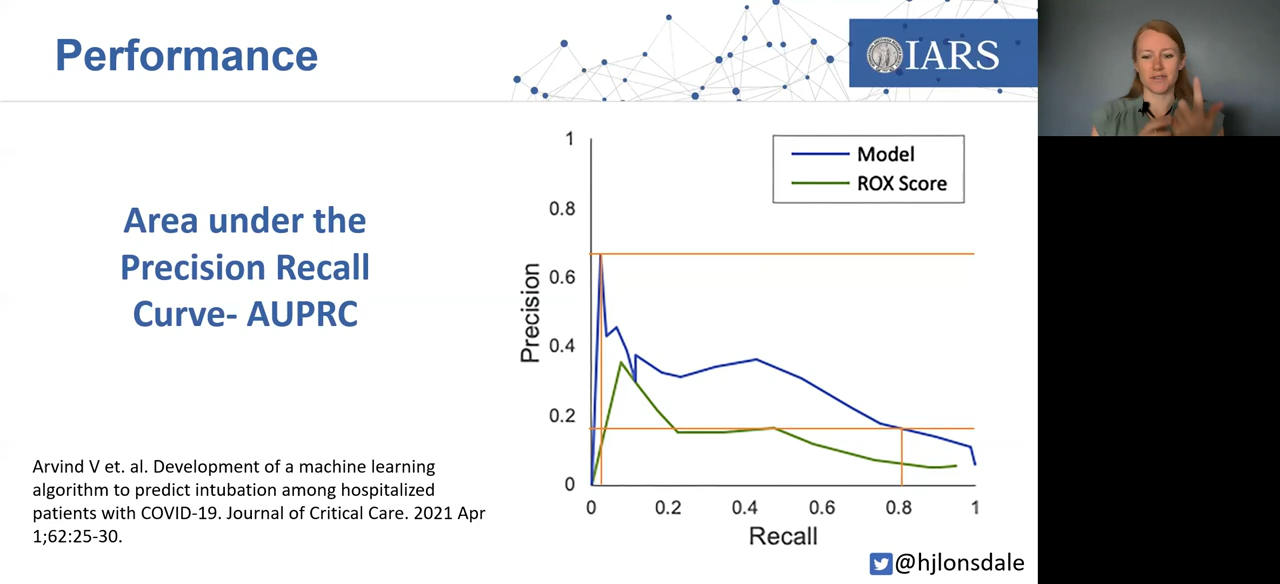 Performance
IARS
Area under the
Precision Recall
Curve- AUPRC
Arvind V et. al. Development of a machine learning
algorithm to predict intubation among hospitalized
patients with COVID-19. Journal of Critical Care. 2021 Apr
1;62:25-30.
Model
ROX Score
Precision
1
0.8
0.6
0.4
0.2
0
0 0.2 0.4 0.6 0.8 1
Recall
@hjlonsdale